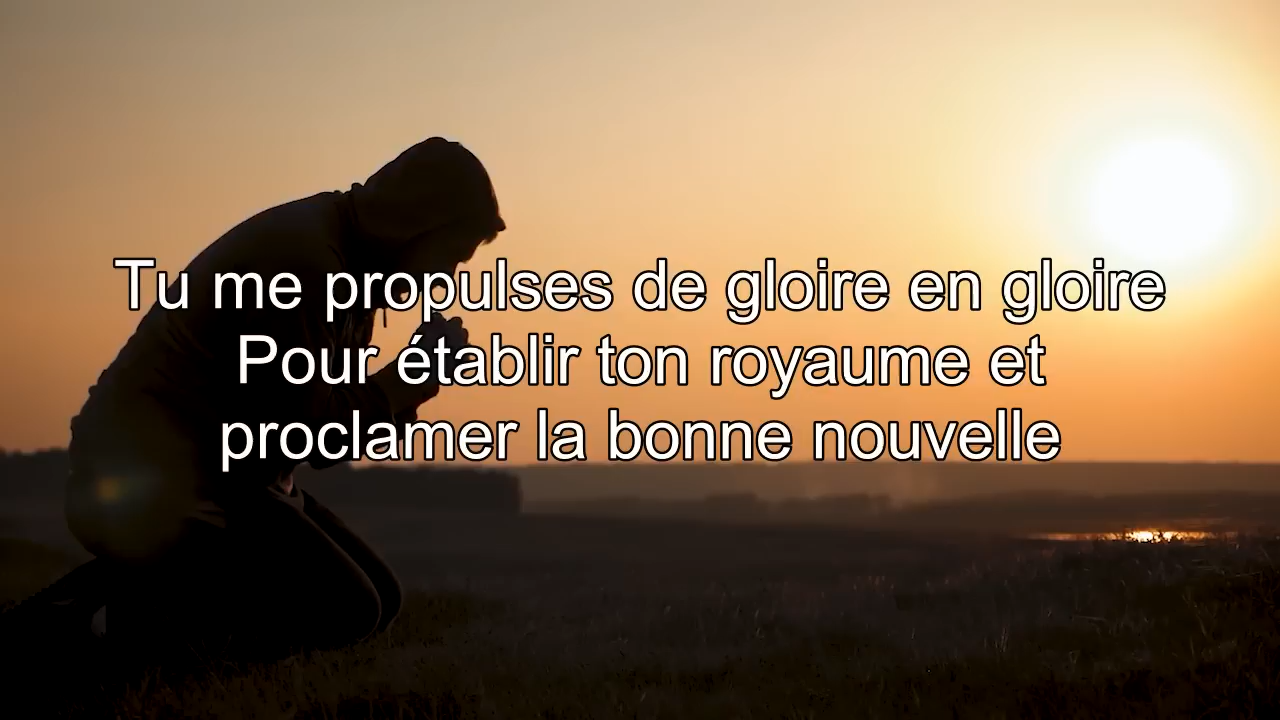 Tu me propulses de gloire en gloire
Pour établir ton royaume et
proclamer la bonne nouvelle